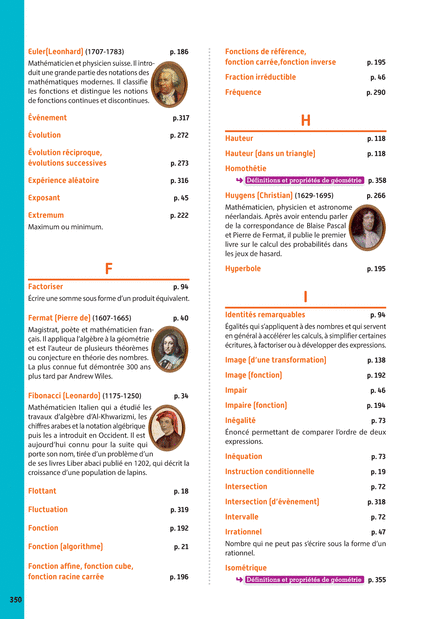 Euler[Leonhard] (1707-1783) p. 186
Mathématicien et physicien suisse. Il intro-
duit une grande partie des notations des
mathématiques modernes. Il classifie
les fonctions et distingue les notions
de fonctions continues et discontinues.
Évènement p.317
Évolution p. 272
Évolution réciproque,
évolutions successives p. 273
Expérience aléatoire p. 316
Exposant p. 45
Extremum p. 222
Maximum ou minimum.
F
Factoriser p. 94
Écrire une somme sous forme d'un produit équivalent.
Fermat [Pierre de] (1607-1665) p. 40
Magistrat, poète et mathématicien fran-
çais. Il appliqua l'algèbre à la géométrie
et est l'auteur de plusieurs théorèmes
ou conjecture en théorie des nombres.
La plus connue fut démontrée 300 ans
plus tard par Andrew Wiles.
Fibonacci [Leonardo] (1175-1250) p. 34
Mathématicien Italien qui a étudié les
travaux d'algèbre d'Al-Khwarizmi, les
chiffres arabes et la notation algébrique
puis les a introduit en Occident. Il est
aujourd'hui connu pour la suite qui
porte son nom, tirée d'un problème d'un
de ses livres Liber abaci publié en 1202, qui décrit la
croissance d'une population de lapins.
Flottant p. 18
Fluctuation p. 319
Fonction p. 192
Fonction [algorithme] p. 21
Fonction affine, fonction cube,
fonction racine carrée p. 196
350
Fonctions de référence,
fonction carrée,fonction inverse p. 195
Fraction irréductible p. 46
Fréquence p. 290
H
Hauteur p. 118
Hauteur [dans un triangle] p. 118
Homothétie
↪ Définitions et propriétés de géométrie p. 358
Huygens [Christian] (1629-1695) p. 266
Mathématicien, physicien et astronome
néerlandais. Après avoir entendu parler
de la correspondance de Blaise Pascal
et Pierre de Fermat, il publie le premier
livre sur le calcul des probabilités dans
les jeux de hasard.
Hyperbole p. 195
I
Identités remarquables p. 94
Égalités qui s'appliquent à des nombres et qui servent
en général à accélérer les calculs, à simplifier certaines
écritures, à factoriser ou à développer des expressions.
Image [d'une transformation] p. 138
Image [fonction] p. 192
Impair p. 46
Impaire [fonction] p. 194
Inégalité p. 73
Énoncé permettant de comparer l'ordre de deux
expressions.
Inéquation p. 73
Instruction conditionnelle p. 19
Intersection p. 72
Intersection [d'évènement] p. 318
Intervalle p. 72
Irrationnel p. 47
Nombre qui ne peut pas s'écrire sous la forme d'un
rationnel.
Isométrique
↪ Définitions et propriétés de géométrie p. 355